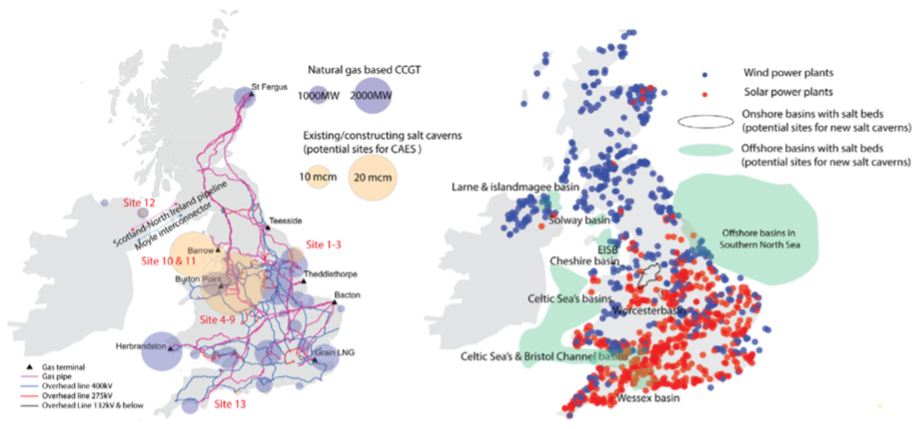 Natural gas based CCGT
1000MW
2000MW
Existing/constructing salt caverns
(potential sites for CAES )
10 mcm
20 mcm
St Fergus
Site 12
Scotland-North Ireland pipeline
Moyle interconnector
Teesside
Barrow
Site 1-3
Site 10 & 11
Burton Point
Theddlethorpe
Bacton
Site 4-9
Herbrandston
Grain LNG
Site 13
Gas terminal
Gas pipe
Overhead line 400kV
Overhead line 275kV
Overhead Line 132kV & below
Wind power plants
Solar power plants
Onshore basins with salt beds
(potential sites for new salt caverns)
Offshore basins with salt beds
(potential sites for new salt caverns)
Larne & islandmagee basin
Solway basin
Offshore basins in
Southern North Sea
EISB
Cheshire basin
Celtic Sea's basins
Worcesterbasin
Celtic Sea's & Bristol Channel basins
Wessex basin